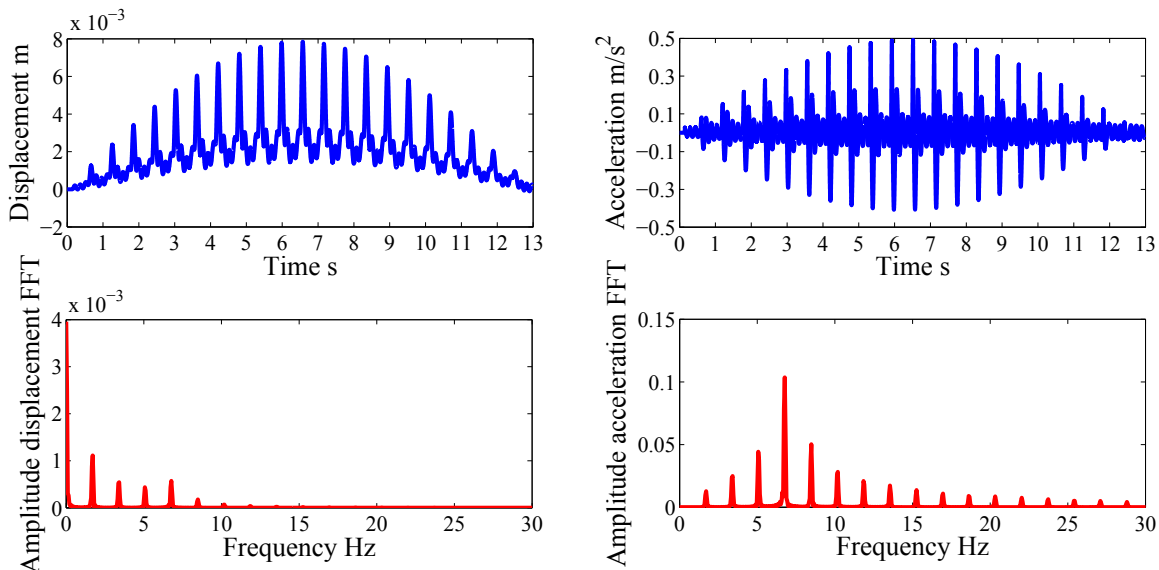 x 10⁻³
8
6
4
2
0
−2
Displacement m
0 1 2 3 4 5 6 7 8 9 10 11 12 13
Time s
0.5
0.3
0.1
−0.1
−0.3
−0.5
Acceleration m/s²
0 1 2 3 4 5 6 7 8 9 10 11 12 13
Time s
x 10⁻³
4
3
2
1
0
Amplitude displacement FFT
0 5 10 15 20 25 30
Frequency Hz
0.15
0.1
0.05
0
Amplitude acceleration FFT
0 5 10 15 20 25 30
Frequency Hz